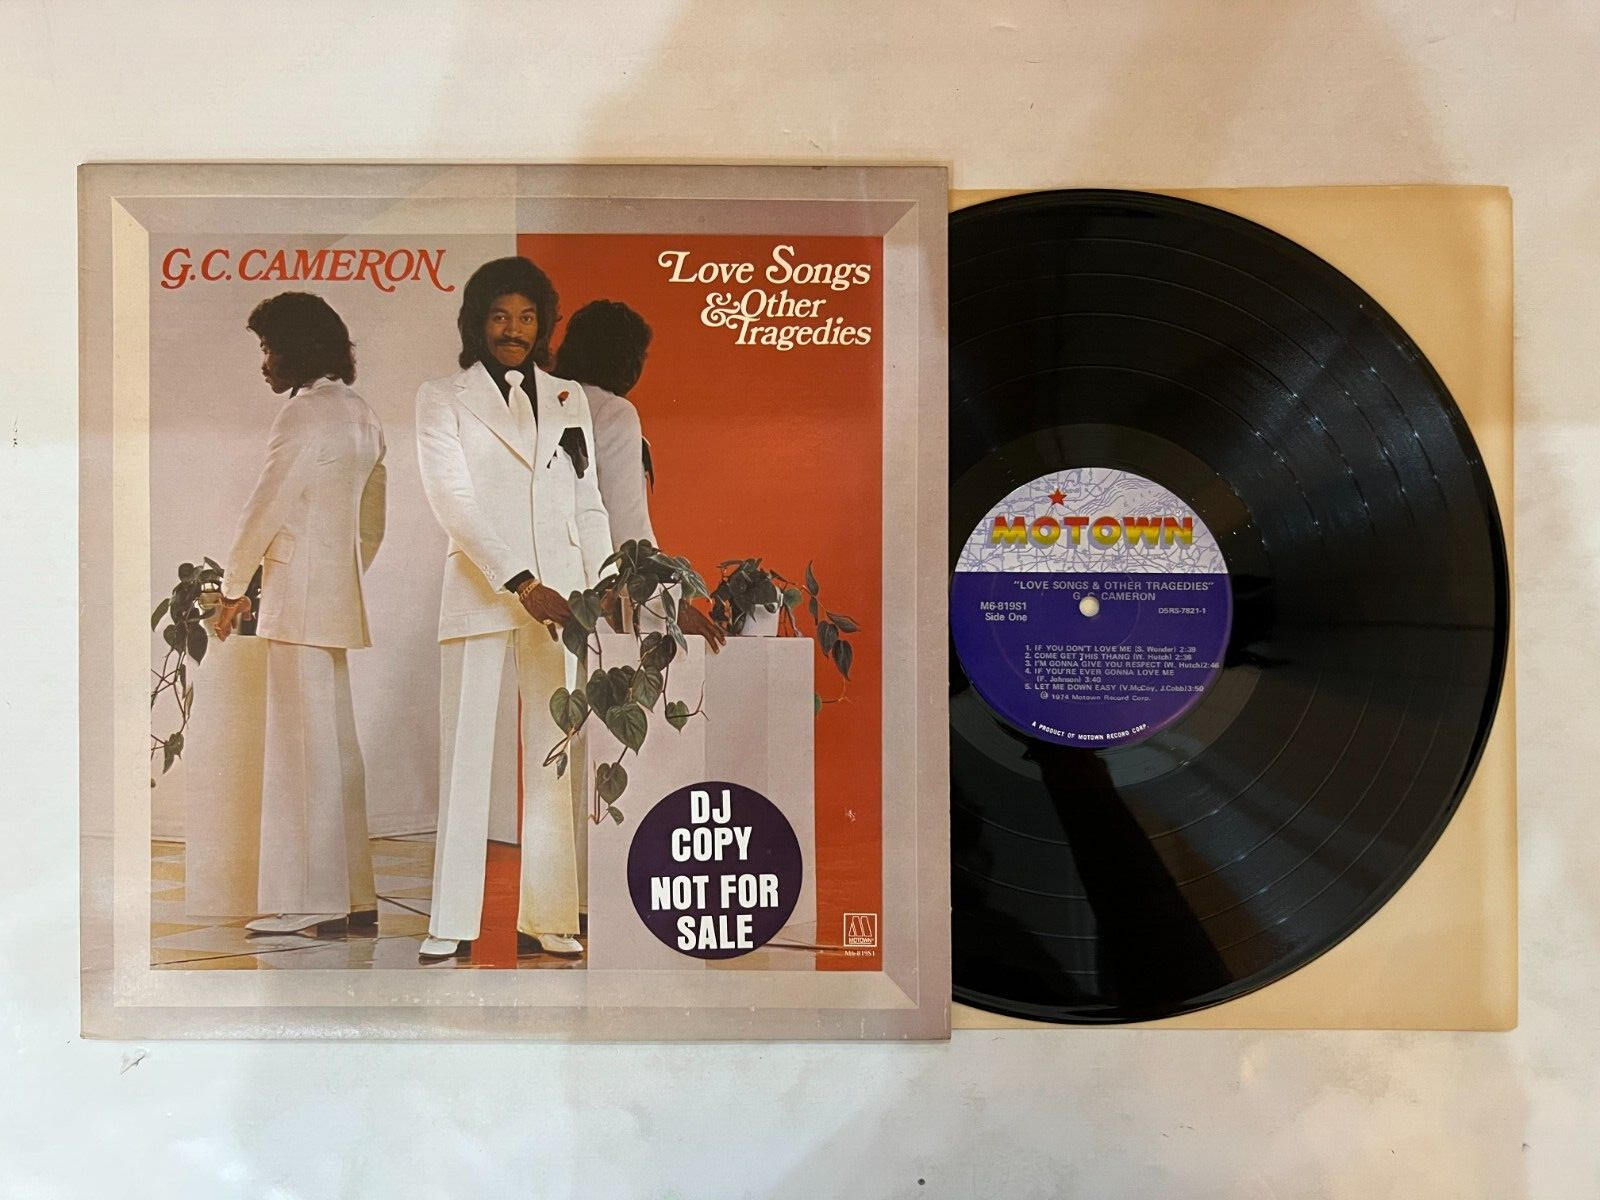 G.C. CAMERON
Love Songs
& Other
Tragedies
DJ
COPY
NOT FOR
SALE
MOTOWN
M6-819S1
MOTOWN
"LOVE SONGS & OTHER TRAGEDIES"
G. C. CAMERON
M6-819S1
Side One
DSRS-7821-1
1. IF YOU DON'T LOVE ME (S. Wonder) 2:39
2. COME GET THIS THANG (W. Hutch) 2:38
3. I'M GONNA GIVE YOU RESPECT (W. Hutch)2:46
4. IF YOU'RE EVER GONNA LOVE ME
(F. Johnson) 3:40
5. LET ME DOWN EASY (V.McCoy, J.Cobb)3:50
℗ 1974 Motown Record Corp.
A PRODUCT OF MOTOWN RECORD CORP.